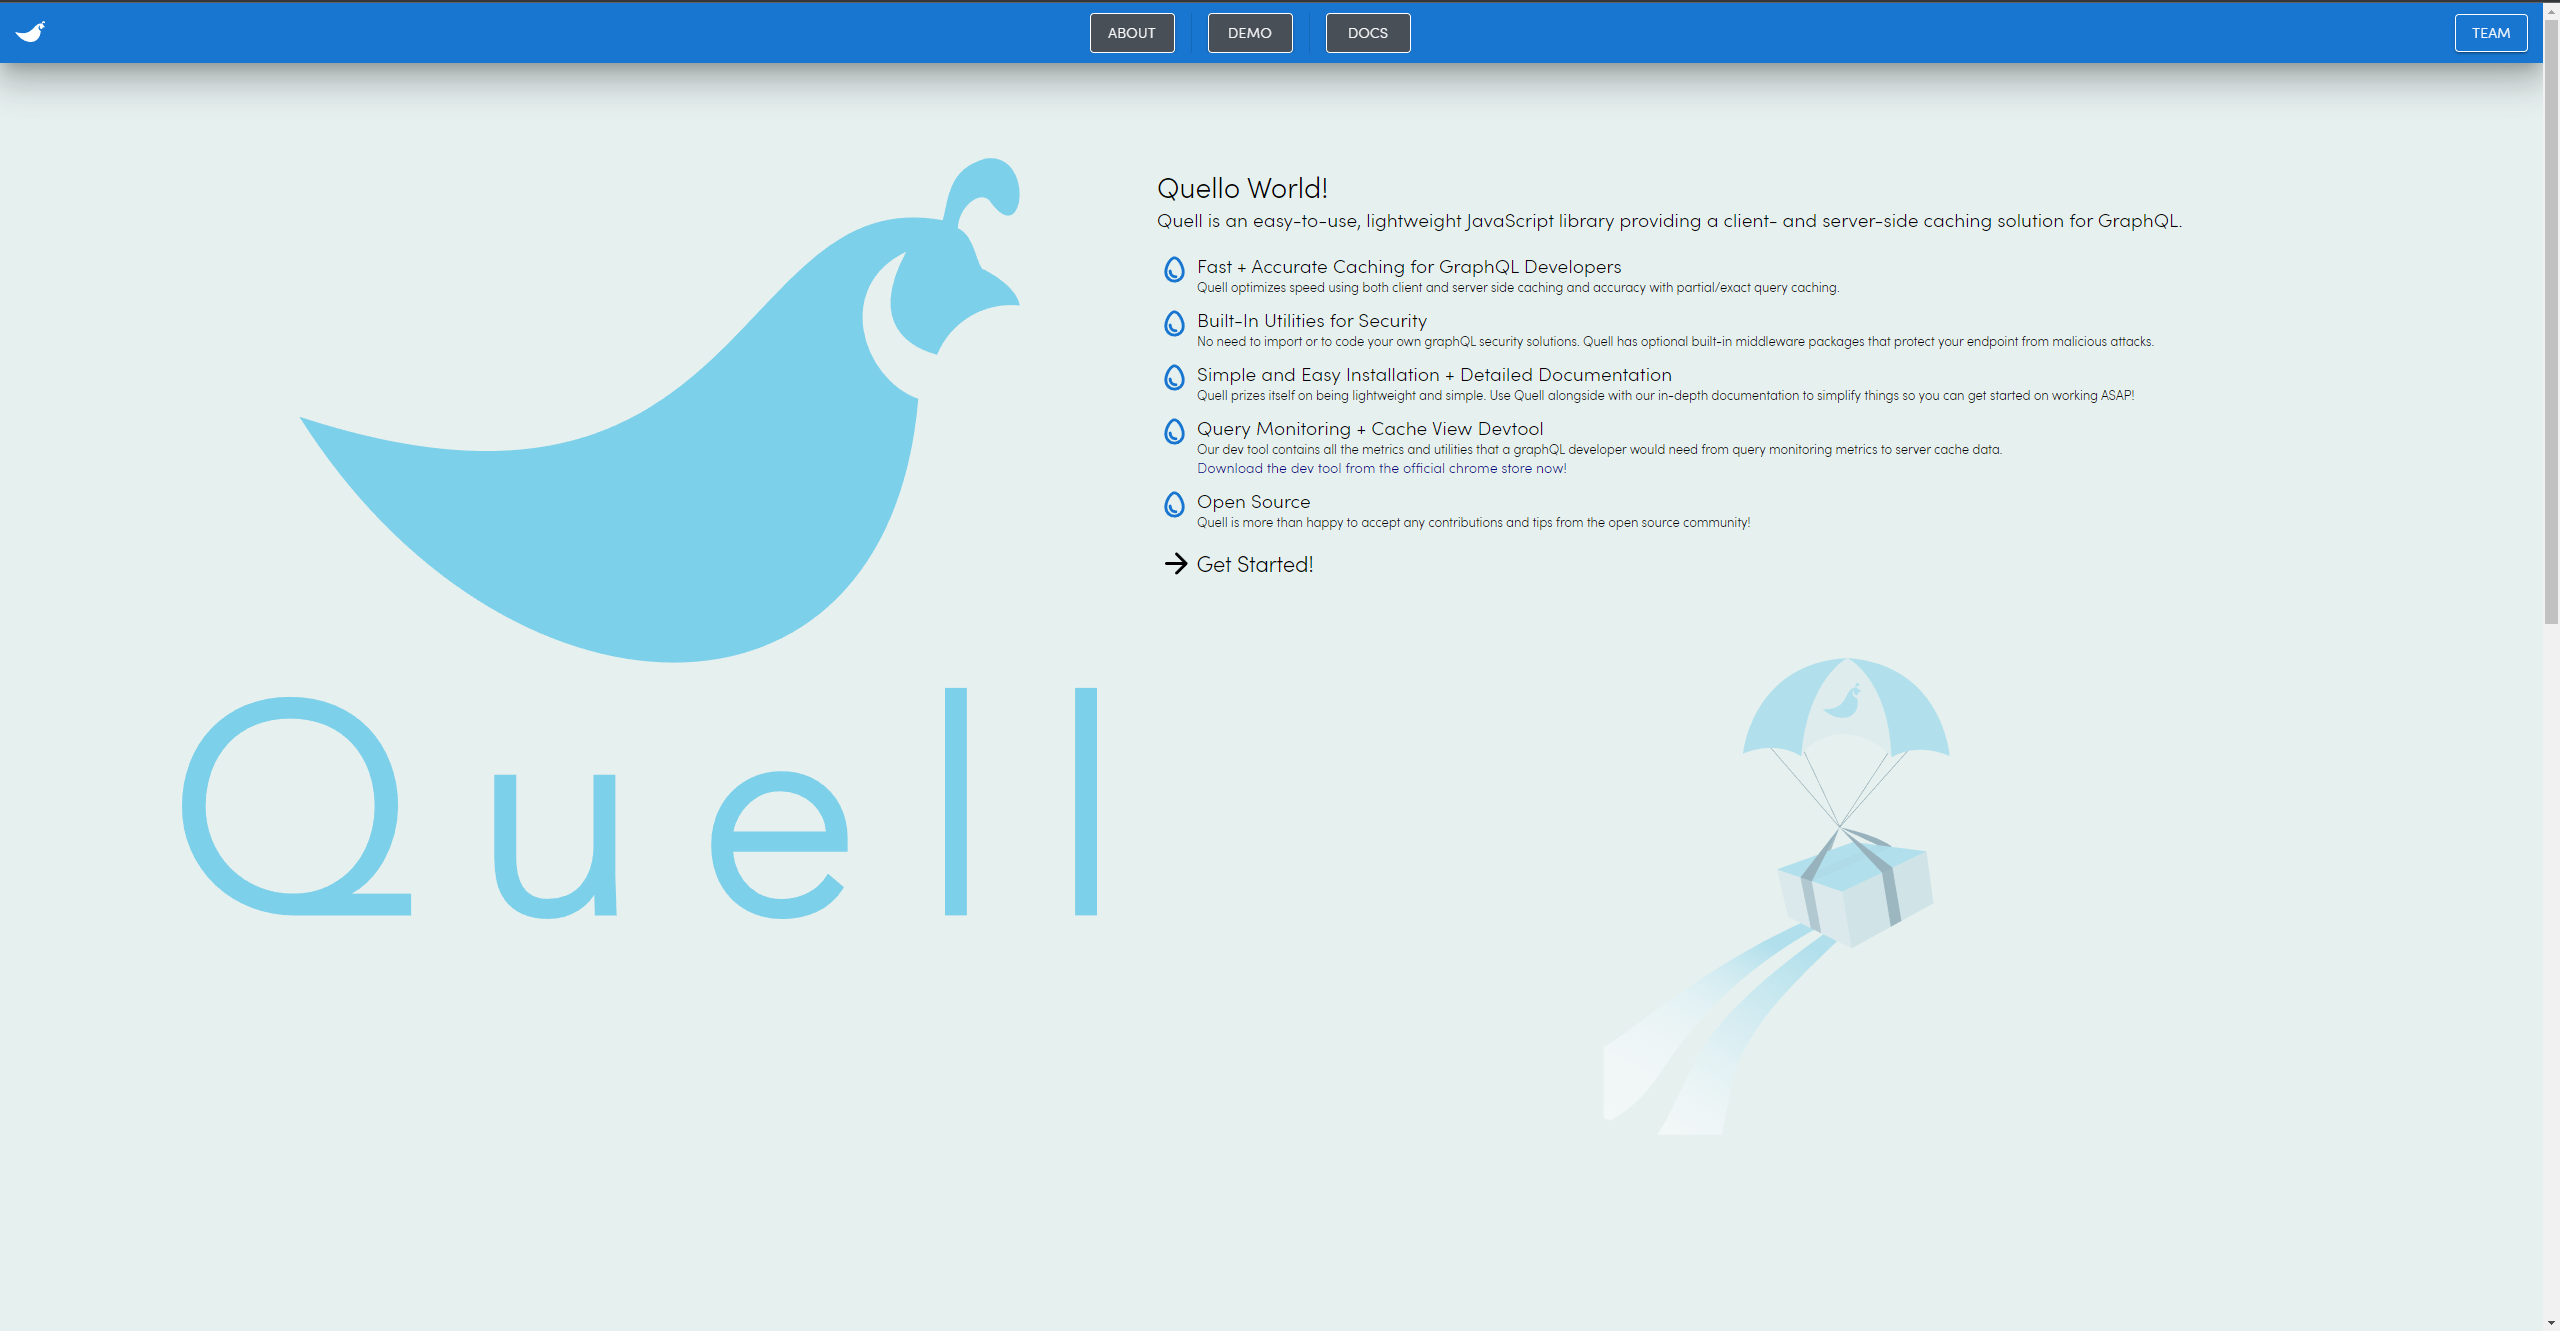 ABOUT
DEMO
DOCS
TEAM
Quello World!
Quell is an easy-to-use, lightweight JavaScript library providing a client- and server-side caching solution for GraphQL.
Fast + Accurate Caching for GraphQL Developers
Quell optimizes speed using both client and server side caching and accuracy with partial/exact query caching.
Built-In Utilities for Security
No need to import or to code your own graphQL security solutions. Quell has optional built-in middleware packages that protect your endpoint from malicious attacks.
Simple and Easy Installation + Detailed Documentation
Quell prizes itself on being lightweight and simple. Use Quell alongside with our in-depth documentation to simplify things so you can get started on working ASAP!
Query Monitoring + Cache View Devtool
Our dev tool contains all the metrics and utilities that a graphQL developer would need from query monitoring metrics to server cache data.
Download the dev tool from the official chrome store now!
Open Source
Quell is more than happy to accept any contributions and tips from the open source community!
Get Started!
Quell